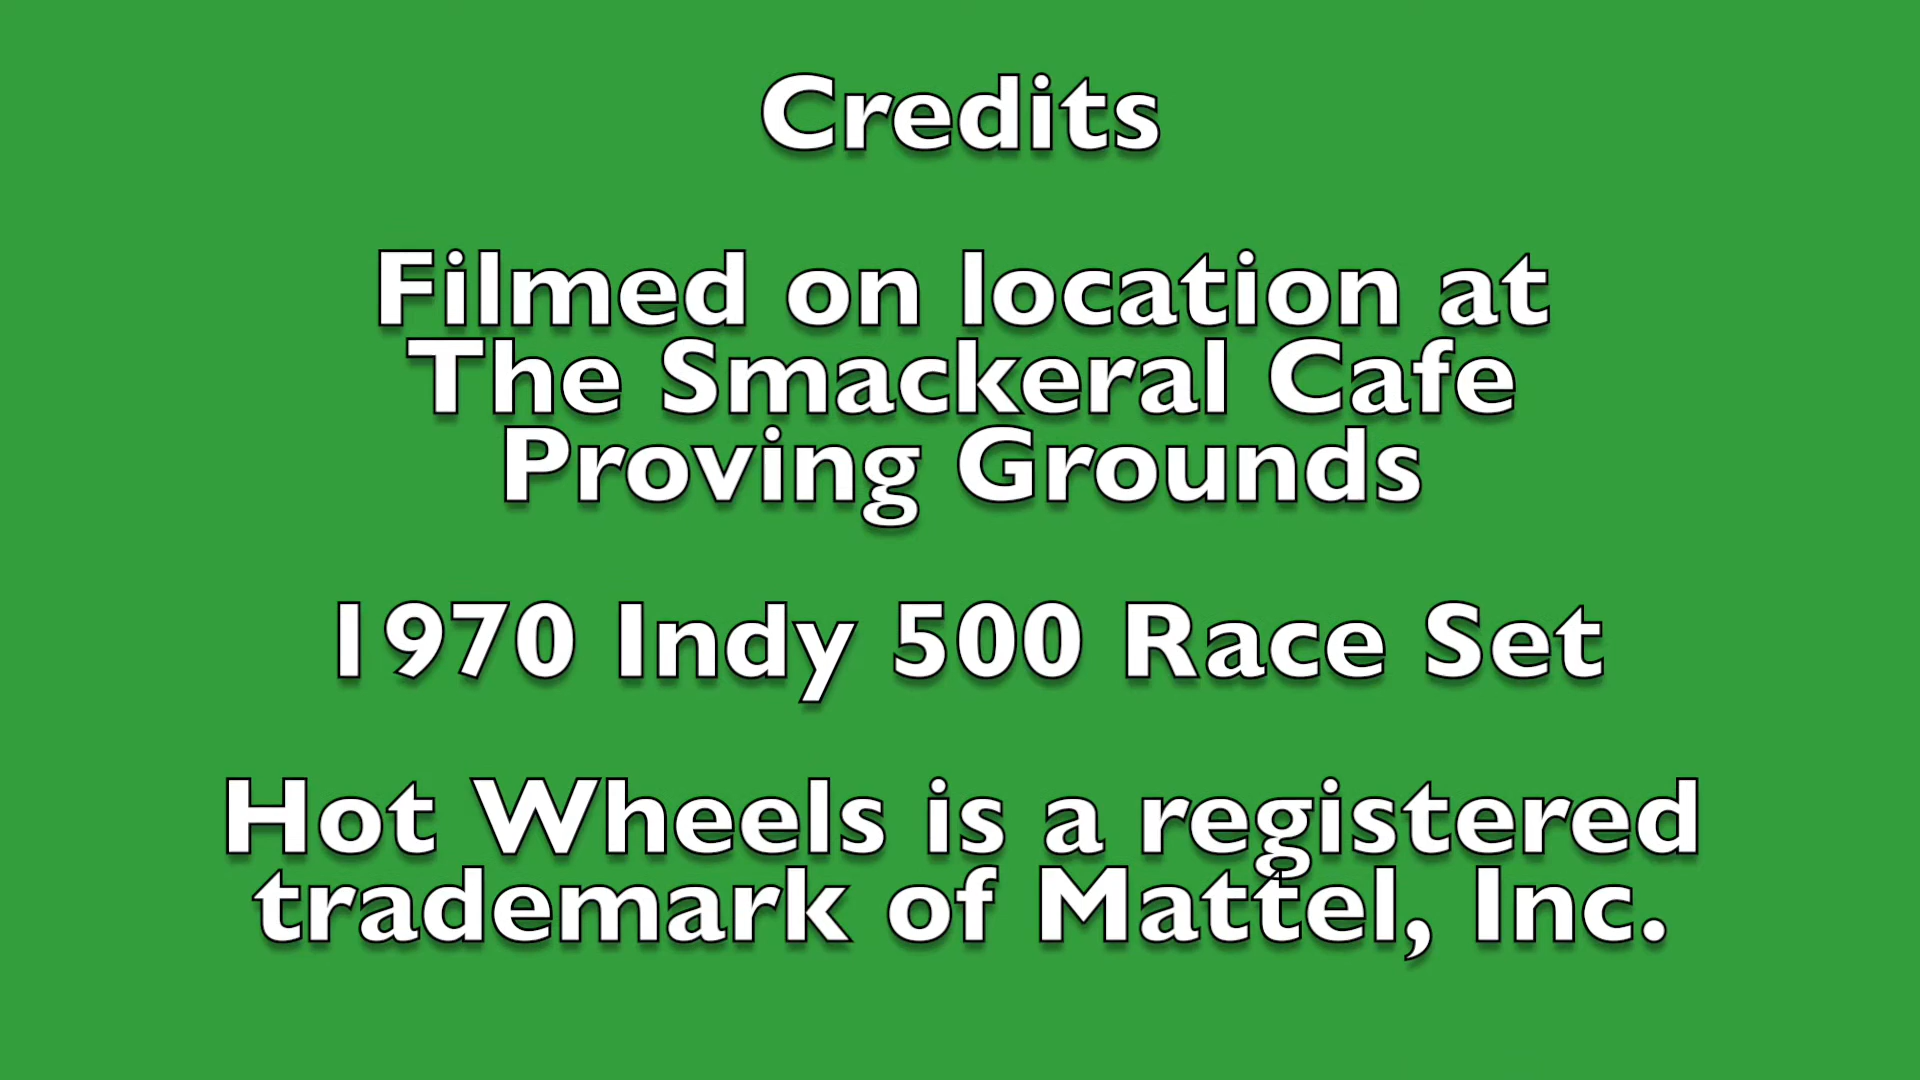 Credits
Filmed on location at
The Smackeral Cafe
Proving Grounds
1970 Indy 500 Race Set
Hot Wheels is a registered
trademark of Mattel, Inc.